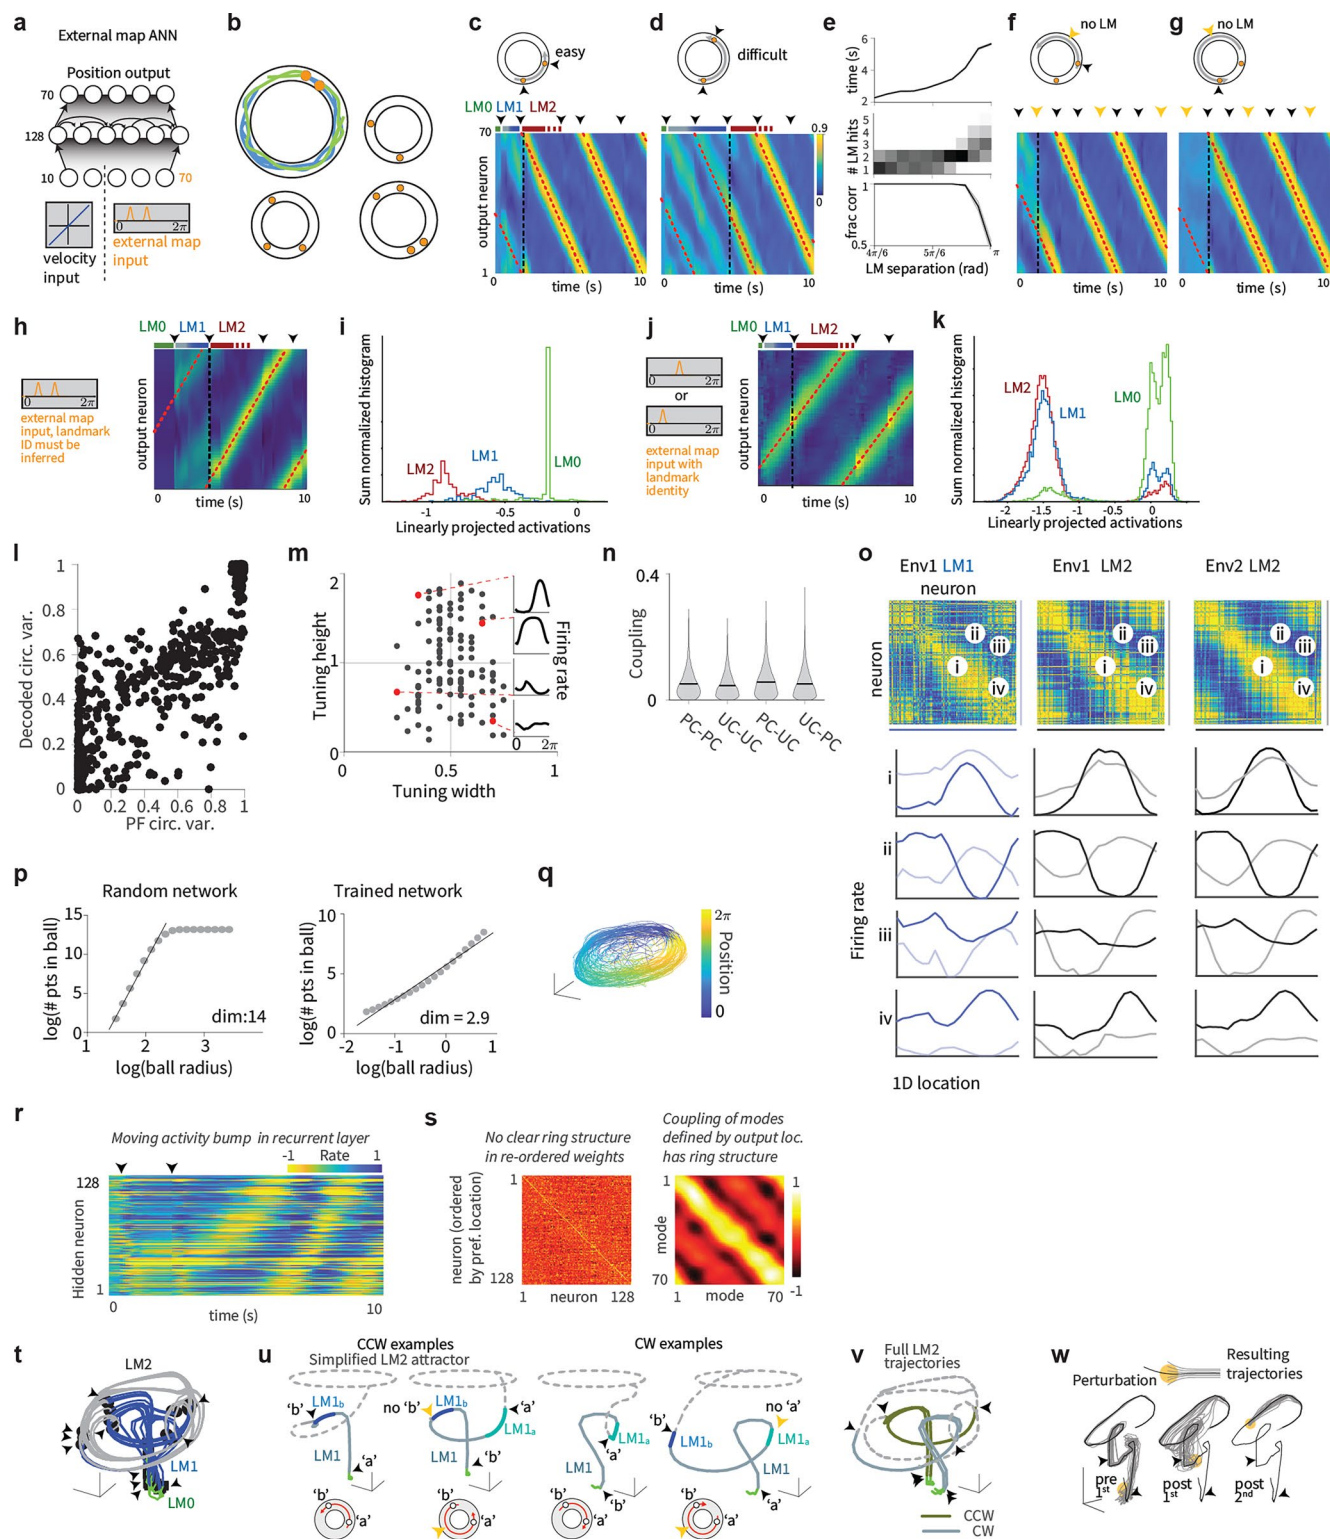 a
External map ANN
Position output
70
128
10
70
0
2π
velocity
input
external map
input
b
c
easy
LM0
LM1
LM2
70
output neuron
1
0
time (s)
10
d
difficult
0.9
0
0
time (s)
10
e
time (s)
6
4
2
# LM hits
5
4
3
2
1
frac corr
1
0.5
4π/6
5π/6
π
LM separation (rad)
f
no LM
0
time (s)
10
g
no LM
0
time (s)
10
h
0
2π
external map
input, landmark
ID must be
inferred
LM0
LM1
LM2
output neuron
0
time (s)
10
i
Sum normalized histogram
LM2
LM1
LM0
-1
-0.5
0
Linearly projected activations
j
0
2π
or
0
2π
external map
input with
landmark
identity
LM0
LM1
LM2
output neuron
0
time (s)
10
k
Sum normalized histogram
LM2
LM1
LM0
-2
-1.5
-1
-0.5
0
Linearly projected activations
l
Decoded circ. var.
1
0.8
0.6
0.4
0.2
0
0
0.2
0.4
0.6
0.8
1
PF circ. var.
m
Tuning height
2
1
0
0
0.5
1
Tuning width
Firing rate
0
2π
n
Coupling
0.4
0
PC-PC
UC-UC
PC-UC
UC-PC
o
Env1 LM1
Env1 LM2
Env2 LM2
neuron
neuron
i
ii
iii
iv
i
ii
iii
iv
i
ii
iii
iv
i
ii
iii
iv
Firing rate
1D location
p
Random network
log(# pts in ball)
15
10
5
0
dim:14
1
2
3
log(ball radius)
Trained network
log(# pts in ball)
10
5
0
dim = 2.9
-2
-1
0
1
log(ball radius)
q
2π
Position
0
r
Moving activity bump in recurrent layer
-1
Rate
1
Hidden neuron
128
1
0
time (s)
10
s
No clear ring structure
in re-ordered weights
neuron (ordered
by pref. location)
1
128
1
neuron
128
Coupling of modes
defined by output loc.
has ring structure
mode
1
70
1
mode
70
1
-1
t
LM2
LM1
LM0
u
CCW examples
CW examples
Simplified LM2 attractor
'b'
LM1b
LM1
'a'
'b'
'a'
no 'b'
LM1b
'a'
LM1a
LM1
'b'
'b'
'a'
LM1a
'a'
LM1
'b'
'b'
'a'
'b'
LM1b
no 'a'
LM1a
LM1
'a'
'b'
'a'
v
Full LM2
trajectories
CCW
CW
w
Perturbation
Resulting
trajectories
pre
1st
post
1st
post
2nd